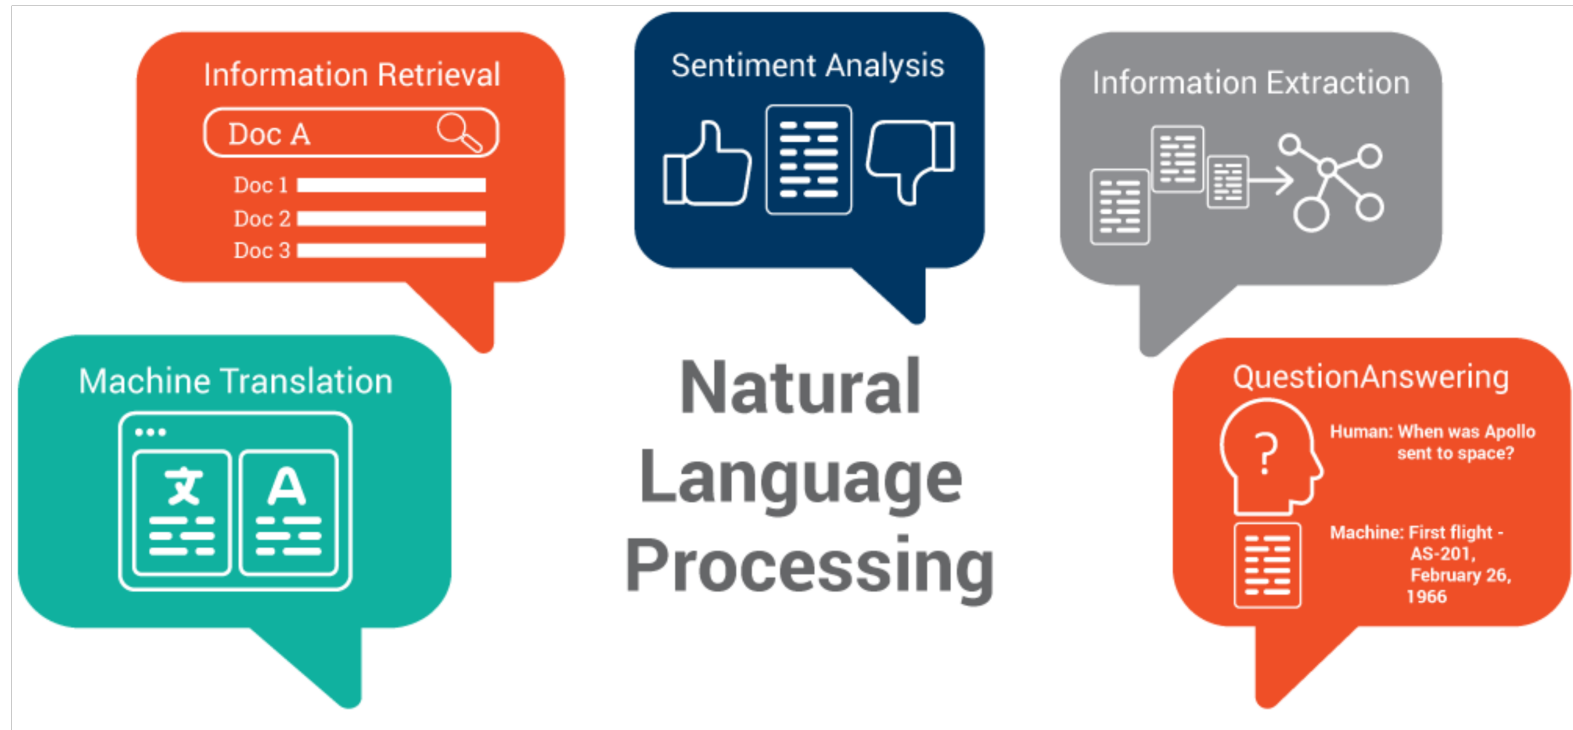 Information Retrieval
Doc A
Doc 1
Doc 2
Doc 3
Sentiment Analysis
Information Extraction
Machine Translation
文 A
Natural
Language
Processing
QuestionAnswering
?
Human: When was Apollo
sent to space?
Machine: First flight -
AS-201,
February 26,
1966